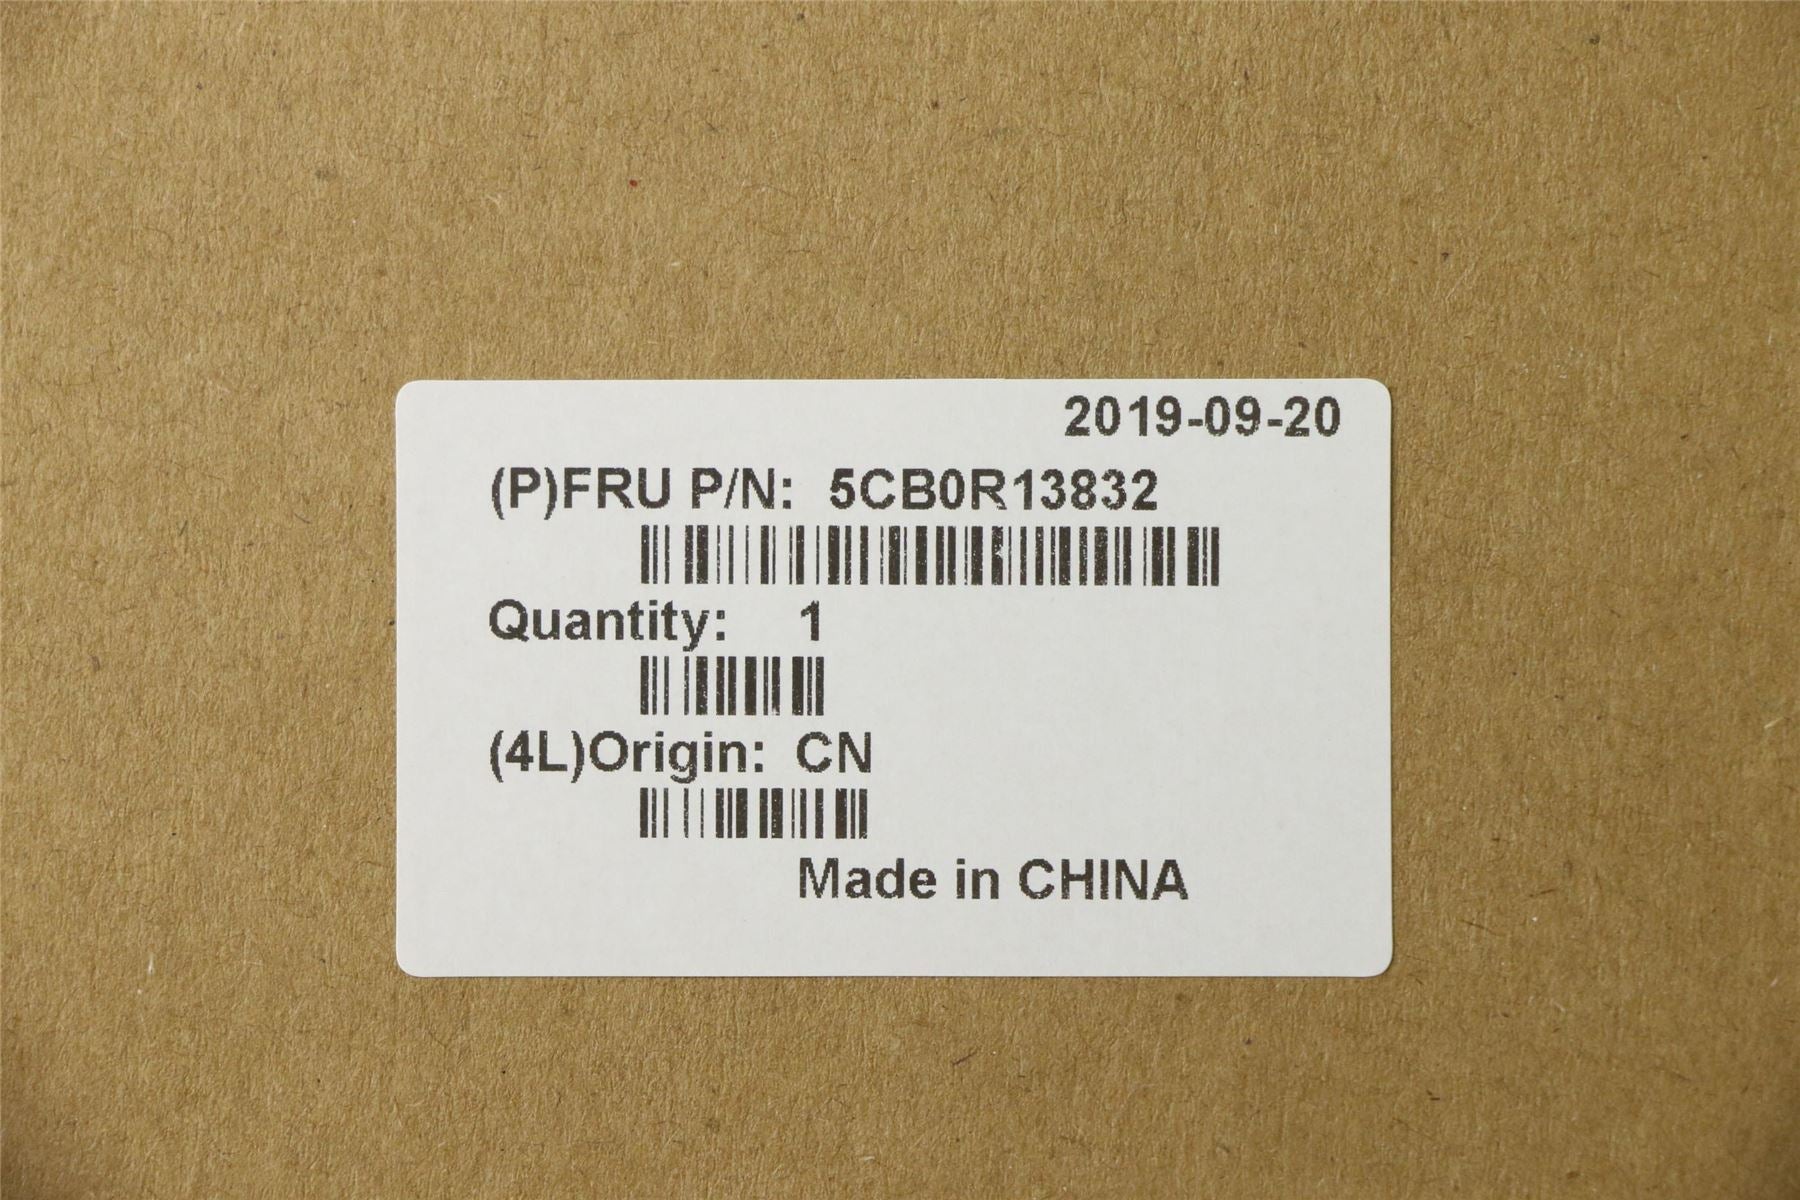 2019-09-20
(P)FRU P/N: 5CB0R13832
Quantity: 1
(4L)Origin: CN
Made in CHINA